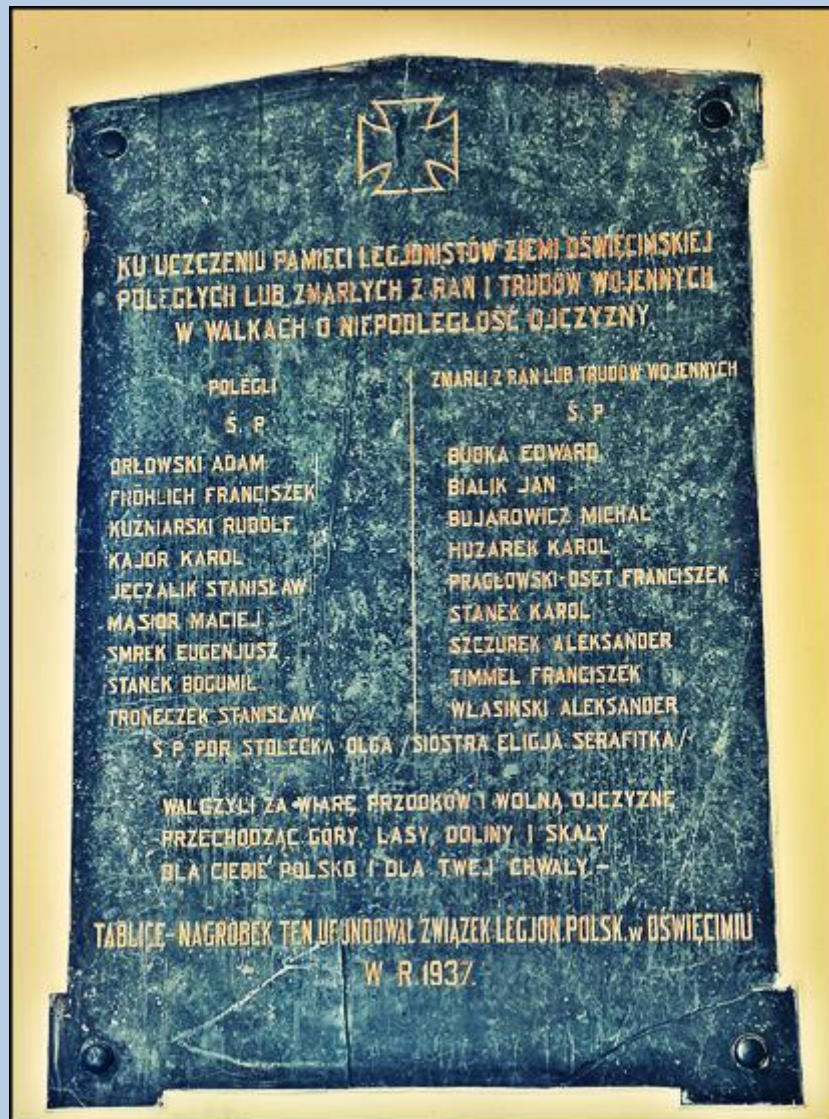 KU UCZCZENIU PAMIĘCI LEGJONISTÓW ZIEMI OŚWIĘCIMSKIEJ
POLEGŁYCH LUB ZMARŁYCH Z RAN I TRUDÓW WOJENNYCH
W WALKACH O NIEPODLEGŁOŚĆ OJCZYZNY
POLEGLI
Ś. P
ORŁOWSKI ADAM
FRÖHLICH FRANCISZEK
KUŹNIARSKI RUDOLF
KAJOR KAROL
JĘCZALIK STANISŁAW
MĄSIOR MACIEJ
SMREK EUGENJUSZ
STANEK BOGUMIŁ
TRONECZEK STANISŁAW
ZMARLI Z RAN LUB TRUDÓW WOJENNYCH
Ś. P
BUBKA EDWARD
BIALIK JAN
BUJAROWICZ MICHAŁ
HUZAREK KAROL
PRAGŁOWSKI-OSET FRANCISZEK
STANEK KAROL
SZCZUREK ALEKSANDER
TIMMEL FRANCISZEK
WŁASIŃSKI ALEKSANDER
Ś P POR STOLECKA OLGA /SIOSTRA ELIGJA SERAFITKA/
WALCZYLI ZA WIARĘ PRZODKÓW I WOLNĄ OJCZYZNĘ
PRZECHODZĄC GÓRY, LASY, DOLINY I SKAŁY
DLA CIEBIE POLSKO I DLA TWEJ CHWAŁY.–
TABLICĘ-NAGROBEK TEN UFUNDOWAŁ ZWIĄZEK LEGJON. POLSK. w OŚWIĘCIMIU
W R. 1937.